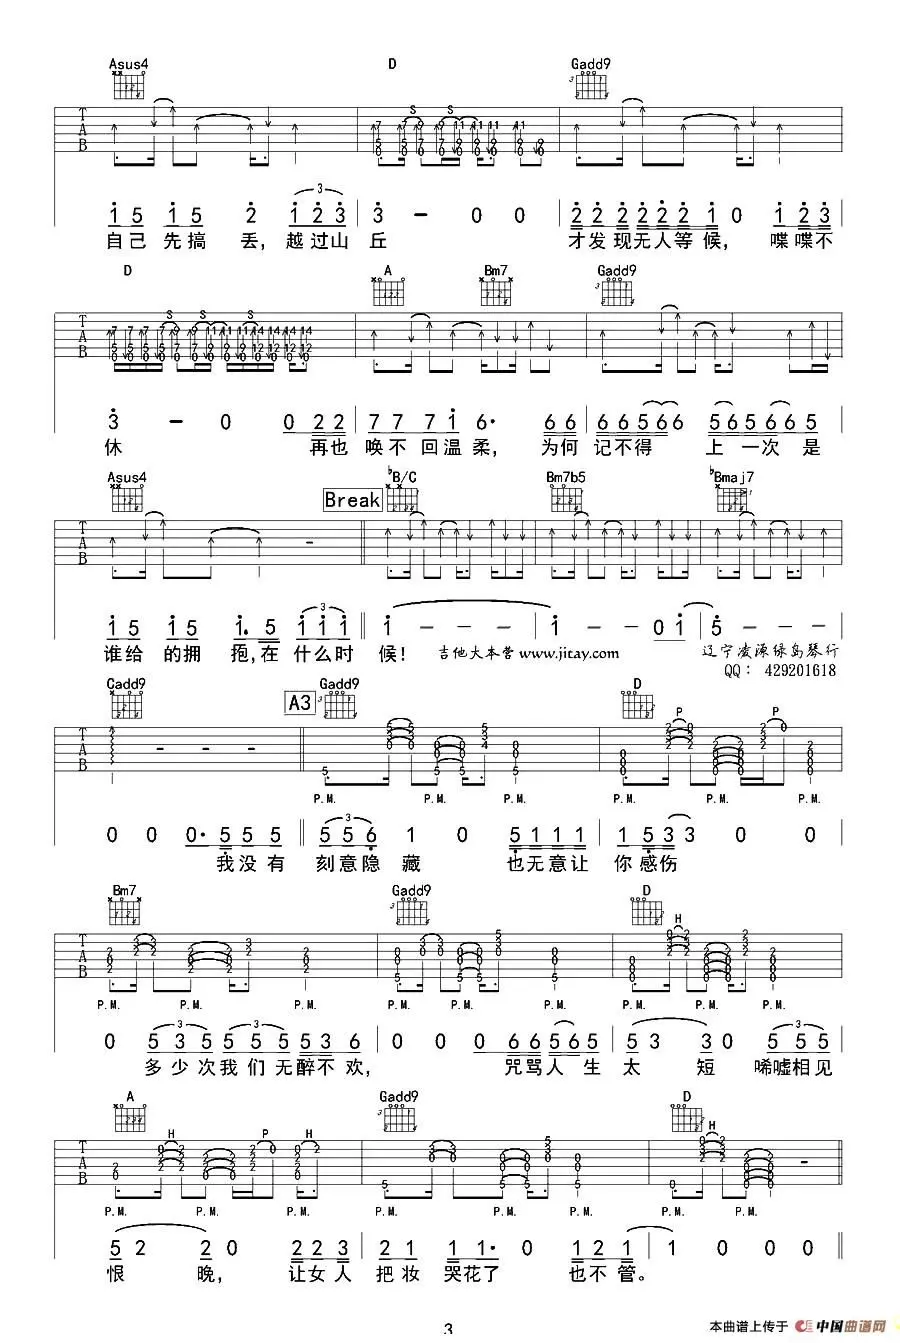 Asus4 D Gadd9
S S
T A B
3
1 5 1 5 2 1 2 3 3 — 0 0 2 2 2 2 2 2 1 0 1 2 3
自己先搞丢，越过山丘 才发现无人等候，喋喋不
D A Bm7 Gadd9
S S
T A B
3 — 0 0 2 2 7 7 7 1 6· 6 6 6 6 5 6 6 5 6 5 6 6 5
休 再也唤不回温柔，为何记不得 上一次是
Asus4 Break ♭B/C Bm7b5 ♭Bmaj7
T A B
3
1 5 1 5 1. 5 1 1 1 1 — — — 1 — 0 1 5 — — —
谁给的拥抱,在什么时候！ 吉他大本营 www.jitay.com 辽宁凌源绿岛琴行
QQ： 429201618
Cadd9 A3 Gadd9 D
P P
T A B
P.M. P.M. P.M. P.M. P.M. P.M.
3
0 0 0· 5 5 5 5 5 6 1 0 5 1 1 1 1 5 3 3 0 0
我没有刻意隐藏 也无意让你感伤
Bm7 Gadd9 D
H
T A B
P.M. P.M. P.M. P.M. P.M. P.M. P.M. P.M.
3 3 3 3
0 5 3 5 5 5 5 5 3 6 0 0 0 6 6 5 6 5 5 3 3 0 5 5 5 5
多少次我们无醉不欢， 咒骂人生太短 唏嘘相见
A Gadd9 D
H P H H
T A B
P.M. P.M. P.M. P.M. P.M. P.M. P.M. P.M.
5 2 2 0 2 2 3 2 2 2 1· 0 1 2 1 1 0 0 0
恨晚， 让女人把妆哭花了 也不管。
3
本曲谱上传于 中国曲谱网